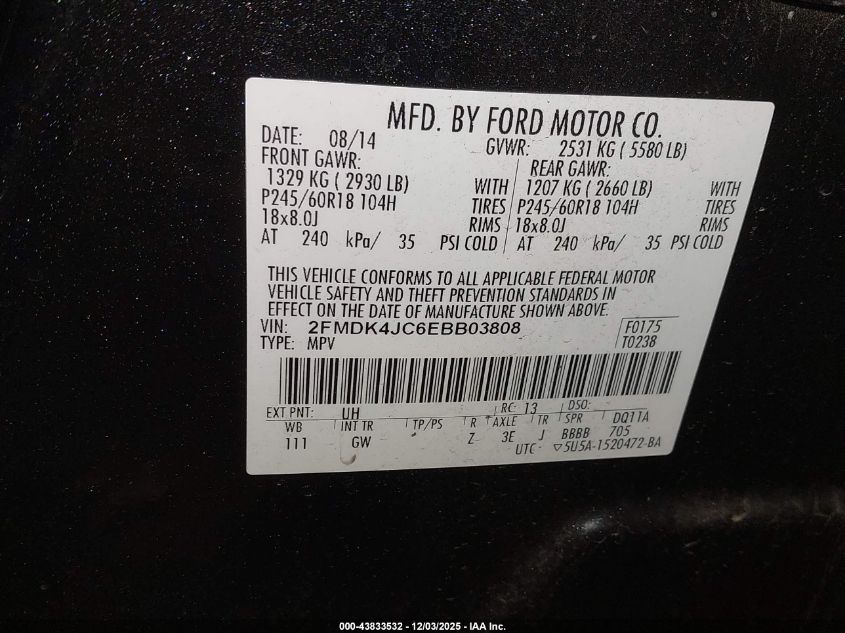 MFD. BY FORD MOTOR CO.
DATE: 08/14 GVWR: 2531 KG ( 5580 LB)
FRONT GAWR: REAR GAWR:
1329 KG ( 2930 LB) WITH 1207 KG ( 2660 LB) WITH
P245/60R18 104H TIRES P245/60R18 104H TIRES
18x8.0J RIMS 18x8.0J RIMS
AT 240 kPa/ 35 PSI COLD AT 240 kPa/ 35 PSI COLD
THIS VEHICLE CONFORMS TO ALL APPLICABLE FEDERAL MOTOR
VEHICLE SAFETY AND THEFT PREVENTION STANDARDS IN
EFFECT ON THE DATE OF MANUFACTURE SHOWN ABOVE.
VIN: 2FMDK4JC6EBB03808 F0175
TYPE: MPV T0238
EXT PNT: UH RC: 13 DSO:
WB INT TR TP/PS R AXLE TR SPR DQ11A
111 GW Z 3E J BBBB 705
UTC ▽5U5A-1520472-BA
000-43833532 - 12/03/2025 - IAA Inc.